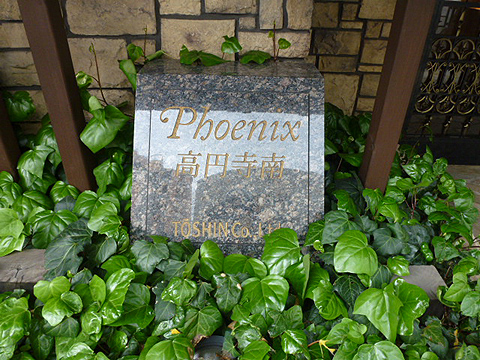 Phoenix
高円寺南
TOSHIN Co. Ltd